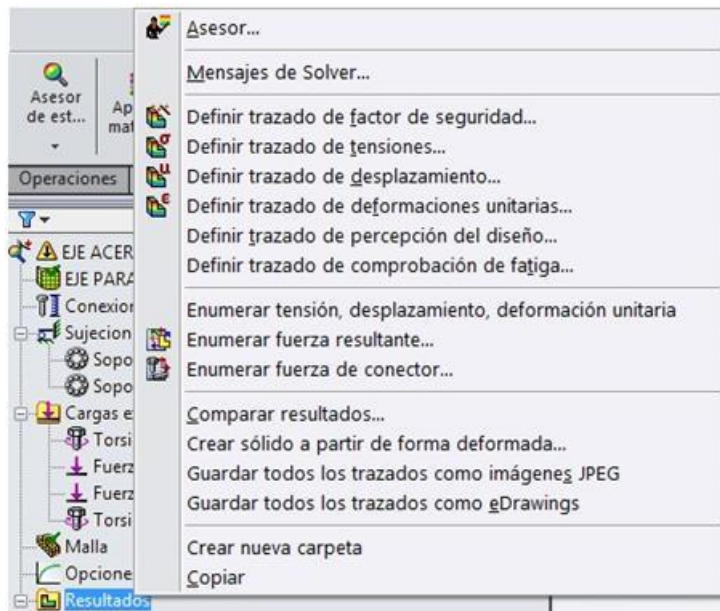 Asesor...
Mensajes de Solver...
Definir trazado de factor de seguridad...
Definir trazado de tensiones...
Definir trazado de desplazamiento...
Definir trazado de deformaciones unitarias...
Definir trazado de percepción del diseño...
Definir trazado de comprobación de fatiga...
Enumerar tensión, desplazamiento, deformación unitaria
Enumerar fuerza resultante...
Enumerar fuerza de conector...
Comparar resultados...
Crear sólido a partir de forma deformada...
Guardar todos los trazados como imágenes JPEG
Guardar todos los trazados como eDrawings
Crear nueva carpeta
Copiar
Asesor
de est...
Ap
mat
Operaciones
EJE ACER
EJE PARA
Conexion
Sujecion
Sopo
Sopo
Cargas e
Torsi
Fuerz
Fuerz
Torsi
Malla
Opcione
Resultados